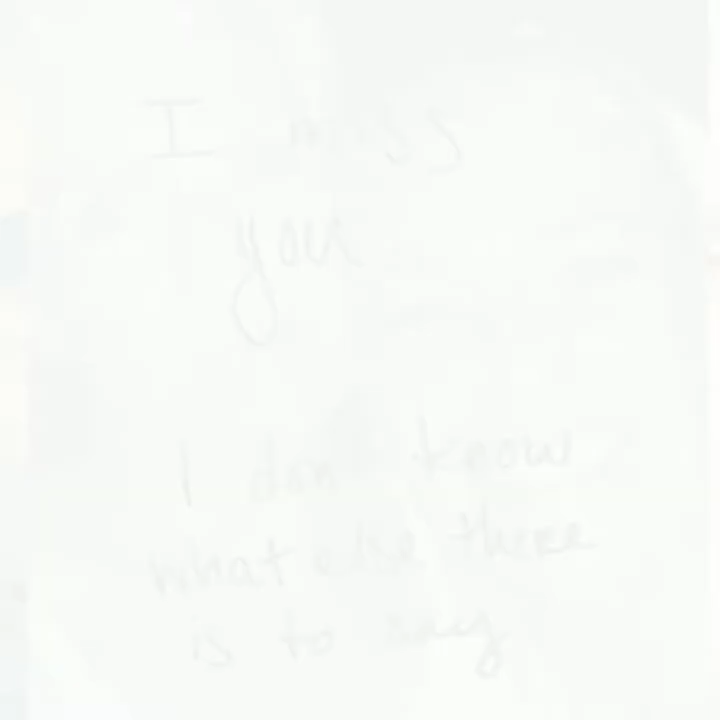 I miss
you
I don know
what else there
is to say